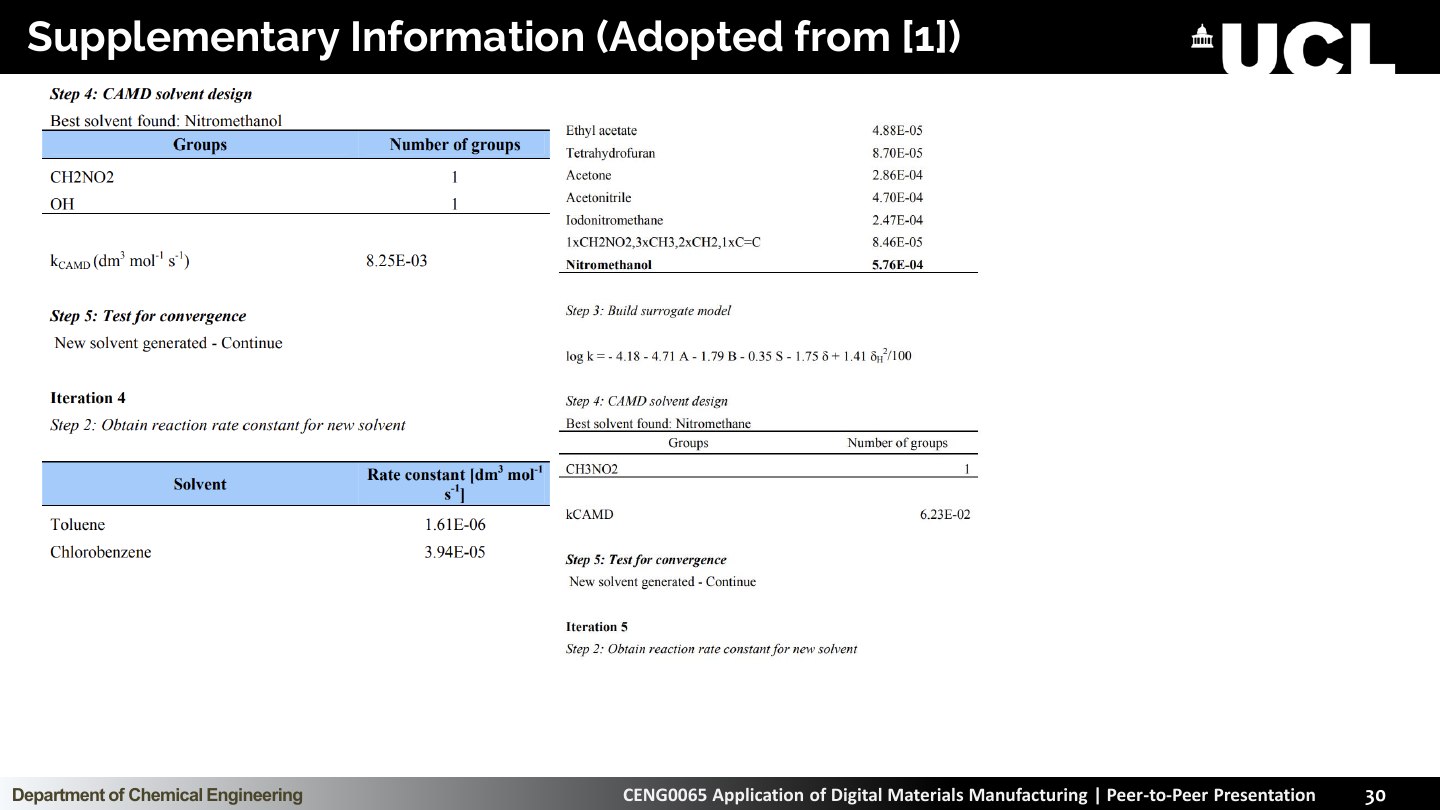 Supplementary Information (Adopted from [1])
UCL
Step 4: CAMD solvent design
Best solvent found: Nitromethanol
Groups Number of groups
CH2NO2 1
OH 1
kCAMD (dm3 mol-1 s-1) 8.25E-03
Step 5: Test for convergence
New solvent generated - Continue
Iteration 4
Step 2: Obtain reaction rate constant for new solvent
Solvent Rate constant [dm3 mol-1
s-1]
Toluene 1.61E-06
Chlorobenzene 3.94E-05
Ethyl acetate 4.88E-05
Tetrahydrofuran 8.70E-05
Acetone 2.86E-04
Acetonitrile 4.70E-04
Iodonitromethane 2.47E-04
1xCH2NO2,3xCH3,2xCH2,1xC=C 8.46E-05
Nitromethanol 5.76E-04
Step 3: Build surrogate model
log k = - 4.18 - 4.71 A - 1.79 B - 0.35 S - 1.75 δ + 1.41 δH2/100
Step 4: CAMD solvent design
Best solvent found: Nitromethane
Groups Number of groups
CH3NO2 1
kCAMD 6.23E-02
Step 5: Test for convergence
New solvent generated - Continue
Iteration 5
Step 2: Obtain reaction rate constant for new solvent
Department of Chemical Engineering
CENG0065 Application of Digital Materials Manufacturing | Peer-to-Peer Presentation 30